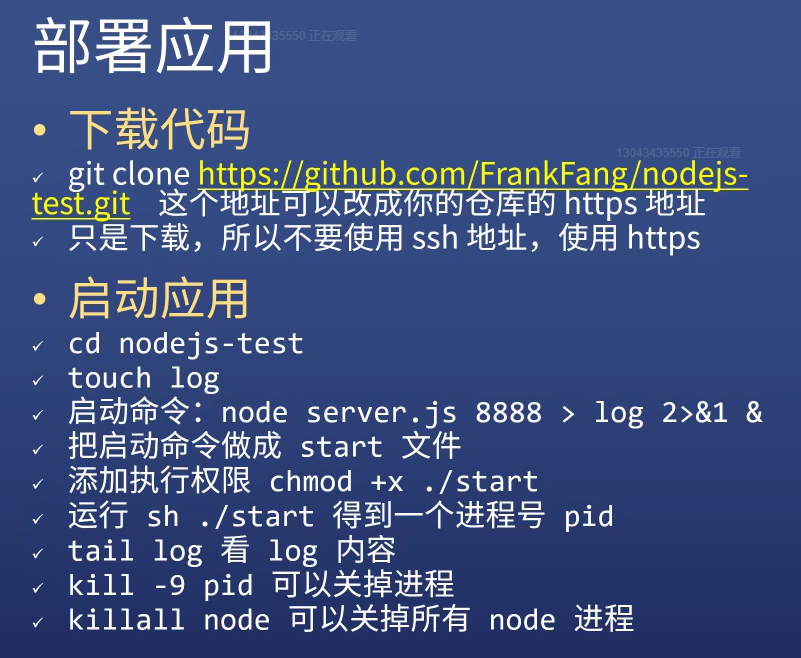 部署应用
13043435550 正在观看
• 下载代码
13043435550 正在观看
✓ git clone https://github.com/FrankFang/nodejs-
test.git 这个地址可以改成你的仓库的 https 地址
✓ 只是下载，所以不要使用 ssh 地址，使用 https
• 启动应用
✓ cd nodejs-test
✓ touch log
✓ 启动命令：node server.js 8888 > log 2>&1 &
✓ 把启动命令做成 start 文件
✓ 添加执行权限 chmod +x ./start
✓ 运行 sh ./start 得到一个进程号 pid
✓ tail log 看 log 内容
✓ kill -9 pid 可以关掉进程
✓ killall node 可以关掉所有 node 进程